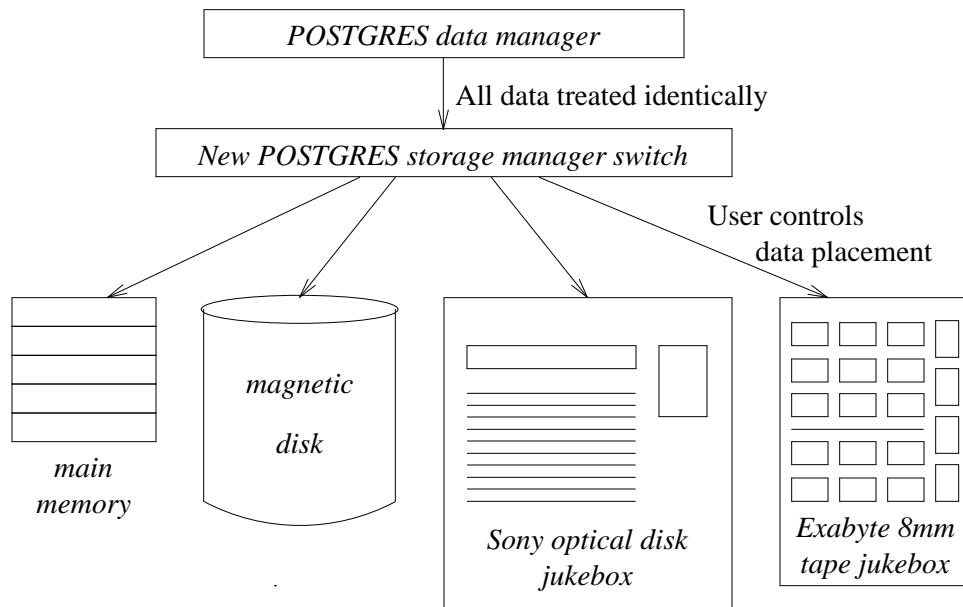 POSTGRES data manager
All data treated identically
New POSTGRES storage manager switch
User controls
data placement
magnetic
disk
main
memory
Sony optical disk
jukebox
Exabyte 8mm
tape jukebox